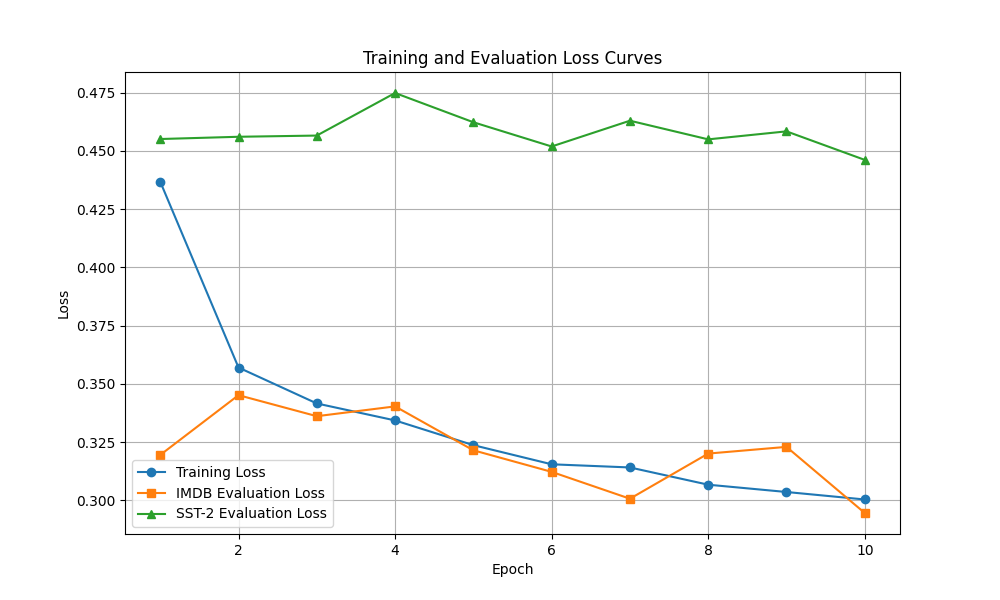 Training and Evaluation Loss Curves
0.475
0.450
0.425
0.400
0.375
0.350
0.325
0.300
Loss
Training Loss
IMDB Evaluation Loss
SST-2 Evaluation Loss
2 4 6 8 10
Epoch